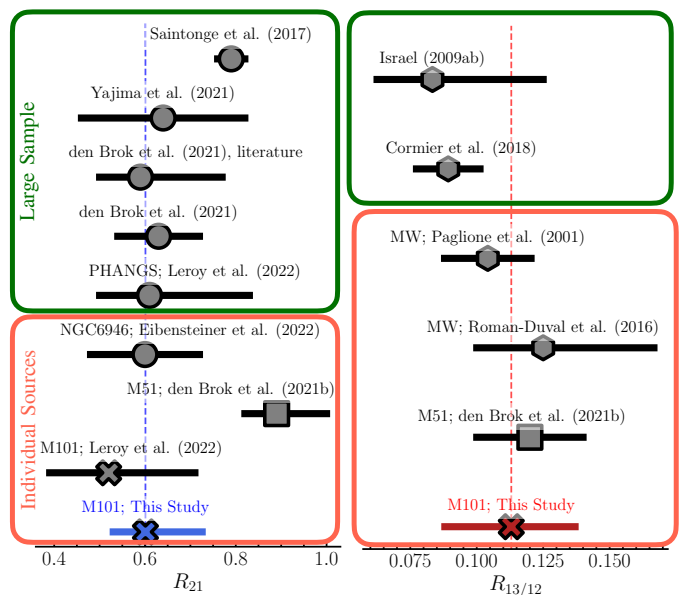 Large Sample
Saintonge et al. (2017)
Yajima et al. (2021)
den Brok et al. (2021), literature
den Brok et al. (2021)
PHANGS; Leroy et al. (2022)
Individual Sources
NGC6946; Eibensteiner et al. (2022)
M51; den Brok et al. (2021b)
M101; Leroy et al. (2022)
M101; This Study
0.4 0.6 0.8 1.0
R21
Israel (2009ab)
Cormier et al. (2018)
MW; Paglione et al. (2001)
MW; Roman-Duval et al. (2016)
M51; den Brok et al. (2021b)
M101; This Study
0.075 0.100 0.125 0.150
R13/12